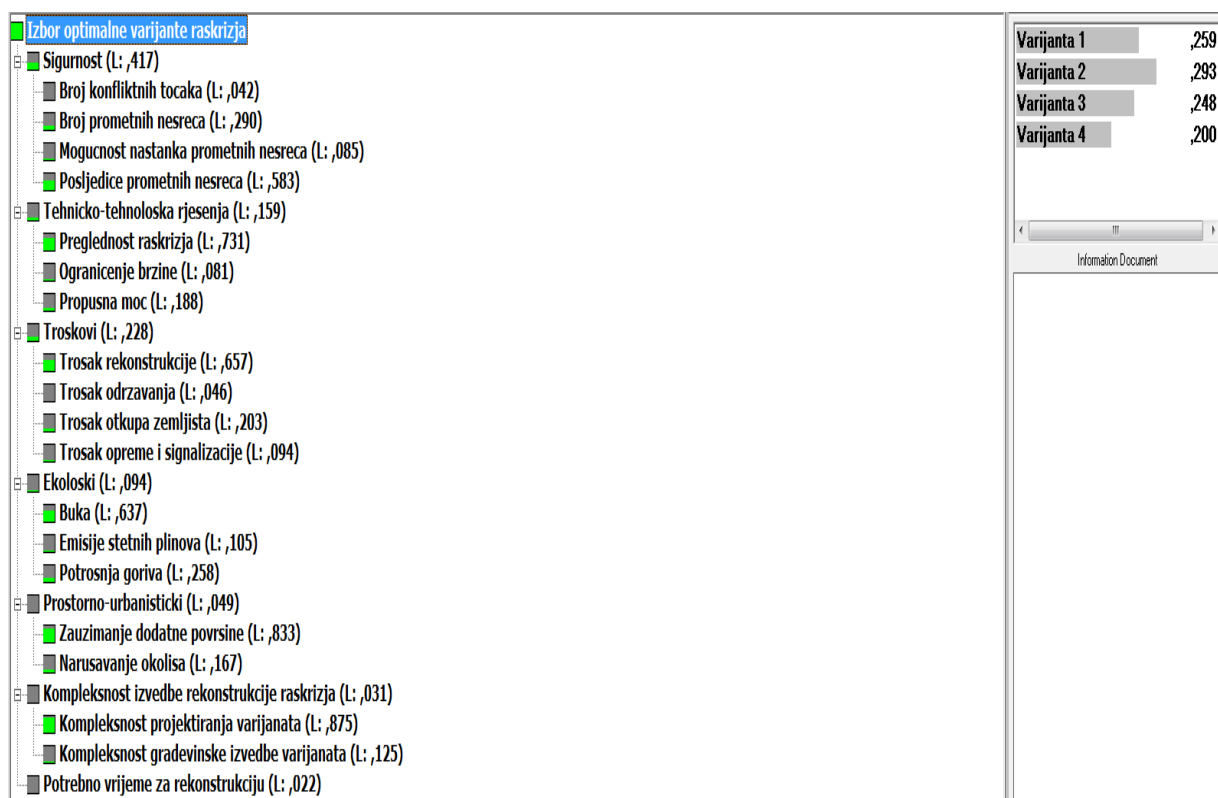 Izbor optimalne varijante raskrizja
Sigurnost (L: ,417)
Broj konfliktnih tocaka (L: ,042)
Broj prometnih nesreca (L: ,290)
Mogucnost nastanka prometnih nesreca (L: ,085)
Posljedice prometnih nesreca (L: ,583)
Tehnicko-tehnoloska rjesenja (L: ,159)
Preglednost raskrizja (L: ,731)
Ogranicenje brzine (L: ,081)
Propusna moc (L: ,188)
Troskovi (L: ,228)
Trosak rekonstrukcije (L: ,657)
Trosak odrzavanja (L: ,046)
Trosak otkupa zemljista (L: ,203)
Trosak opreme i signalizacije (L: ,094)
Ekoloski (L: ,094)
Buka (L: ,637)
Emisije stetnih plinova (L: ,105)
Potrosnja goriva (L: ,258)
Prostorno-urbanisticki (L: ,049)
Zauzimanje dodatne povrsine (L: ,833)
Narusavanje okolisa (L: ,167)
Kompleksnost izvedbe rekonstrukcije raskrizja (L: ,031)
Kompleksnost projektiranja varijanata (L: ,875)
Kompleksnost gradevinske izvedbe varijanata (L: ,125)
Potrebno vrijeme za rekonstrukciju (L: ,022)
Varijanta 1 ,259
Varijanta 2 ,293
Varijanta 3 ,248
Varijanta 4 ,200
Information Document